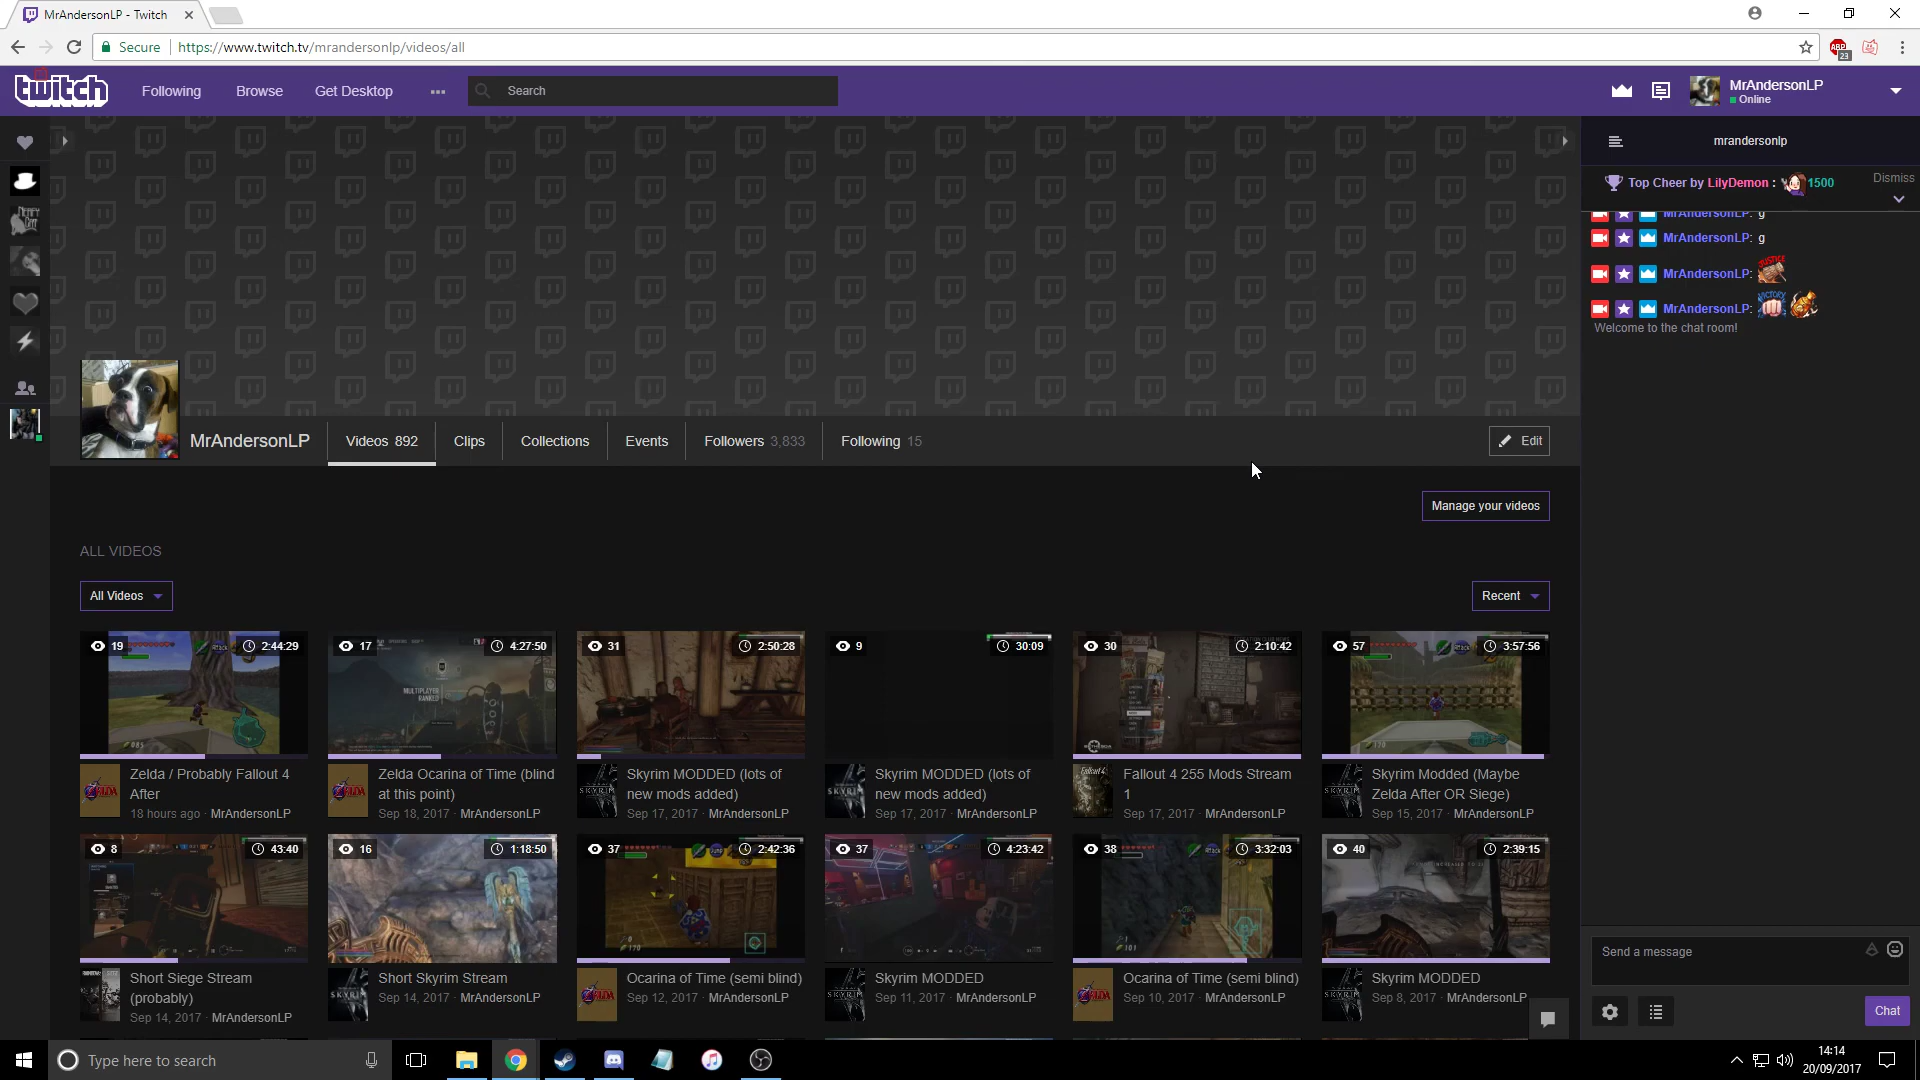 MrAndersonLP - Twitch
Secure https://www.twitch.tv/mrandersonlp/videos/all
ABP
23
twitch
Following
Browse
Get Desktop
Search
MrAndersonLP
Online
mrandersonlp
Top Cheer by LilyDemon : 1500
Dismiss
MrAndersonLP: g
MrAndersonLP: g
MrAndersonLP: JUSTICE
MrAndersonLP: VICTORY
Welcome to the chat room!
MrAndersonLP
Videos 892
Clips
Collections
Events
Followers 3,833
Following 15
Edit
Manage your videos
ALL VIDEOS
All Videos
Recent
19 2:44:29
17 4:27:50
31 2:50:28
9 30:09
30 2:10:42
57 3:57:56
MULTIPLAYER
RANKED
Zelda / Probably Fallout 4
After
18 hours ago · MrAndersonLP
Zelda Ocarina of Time (blind
at this point)
Sep 18, 2017 · MrAndersonLP
Skyrim MODDED (lots of
new mods added)
Sep 17, 2017 · MrAndersonLP
Skyrim MODDED (lots of
new mods added)
Sep 17, 2017 · MrAndersonLP
Fallout 4 255 Mods Stream
1
Sep 17, 2017 · MrAndersonLP
Skyrim Modded (Maybe
Zelda After OR Siege)
Sep 15, 2017 · MrAndersonLP
8 43:40
16 1:18:50
37 2:42:36
37 4:23:42
38 3:32:03
40 2:39:15
Short Siege Stream
(probably)
Sep 14, 2017 · MrAndersonLP
Short Skyrim Stream
Sep 14, 2017 · MrAndersonLP
Ocarina of Time (semi blind)
Sep 12, 2017 · MrAndersonLP
Skyrim MODDED
Sep 11, 2017 · MrAndersonLP
Ocarina of Time (semi blind)
Sep 10, 2017 · MrAndersonLP
Skyrim MODDED
Sep 8, 2017 · MrAndersonLP
Send a message
Chat
Type here to search
14:14
20/09/2017